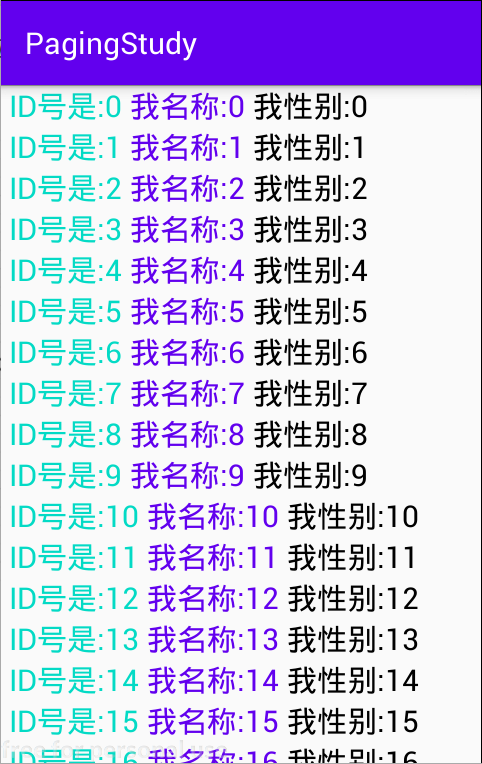 PagingStudy
ID号是:0 我名称:0 我性别:0
ID号是:1 我名称:1 我性别:1
ID号是:2 我名称:2 我性别:2
ID号是:3 我名称:3 我性别:3
ID号是:4 我名称:4 我性别:4
ID号是:5 我名称:5 我性别:5
ID号是:6 我名称:6 我性别:6
ID号是:7 我名称:7 我性别:7
ID号是:8 我名称:8 我性别:8
ID号是:9 我名称:9 我性别:9
ID号是:10 我名称:10 我性别:10
ID号是:11 我名称:11 我性别:11
ID号是:12 我名称:12 我性别:12
ID号是:13 我名称:13 我性别:13
ID号是:14 我名称:14 我性别:14
ID号是:15 我名称:15 我性别:15
free for personal use
ID号是:16 我名称:16 我性别:16